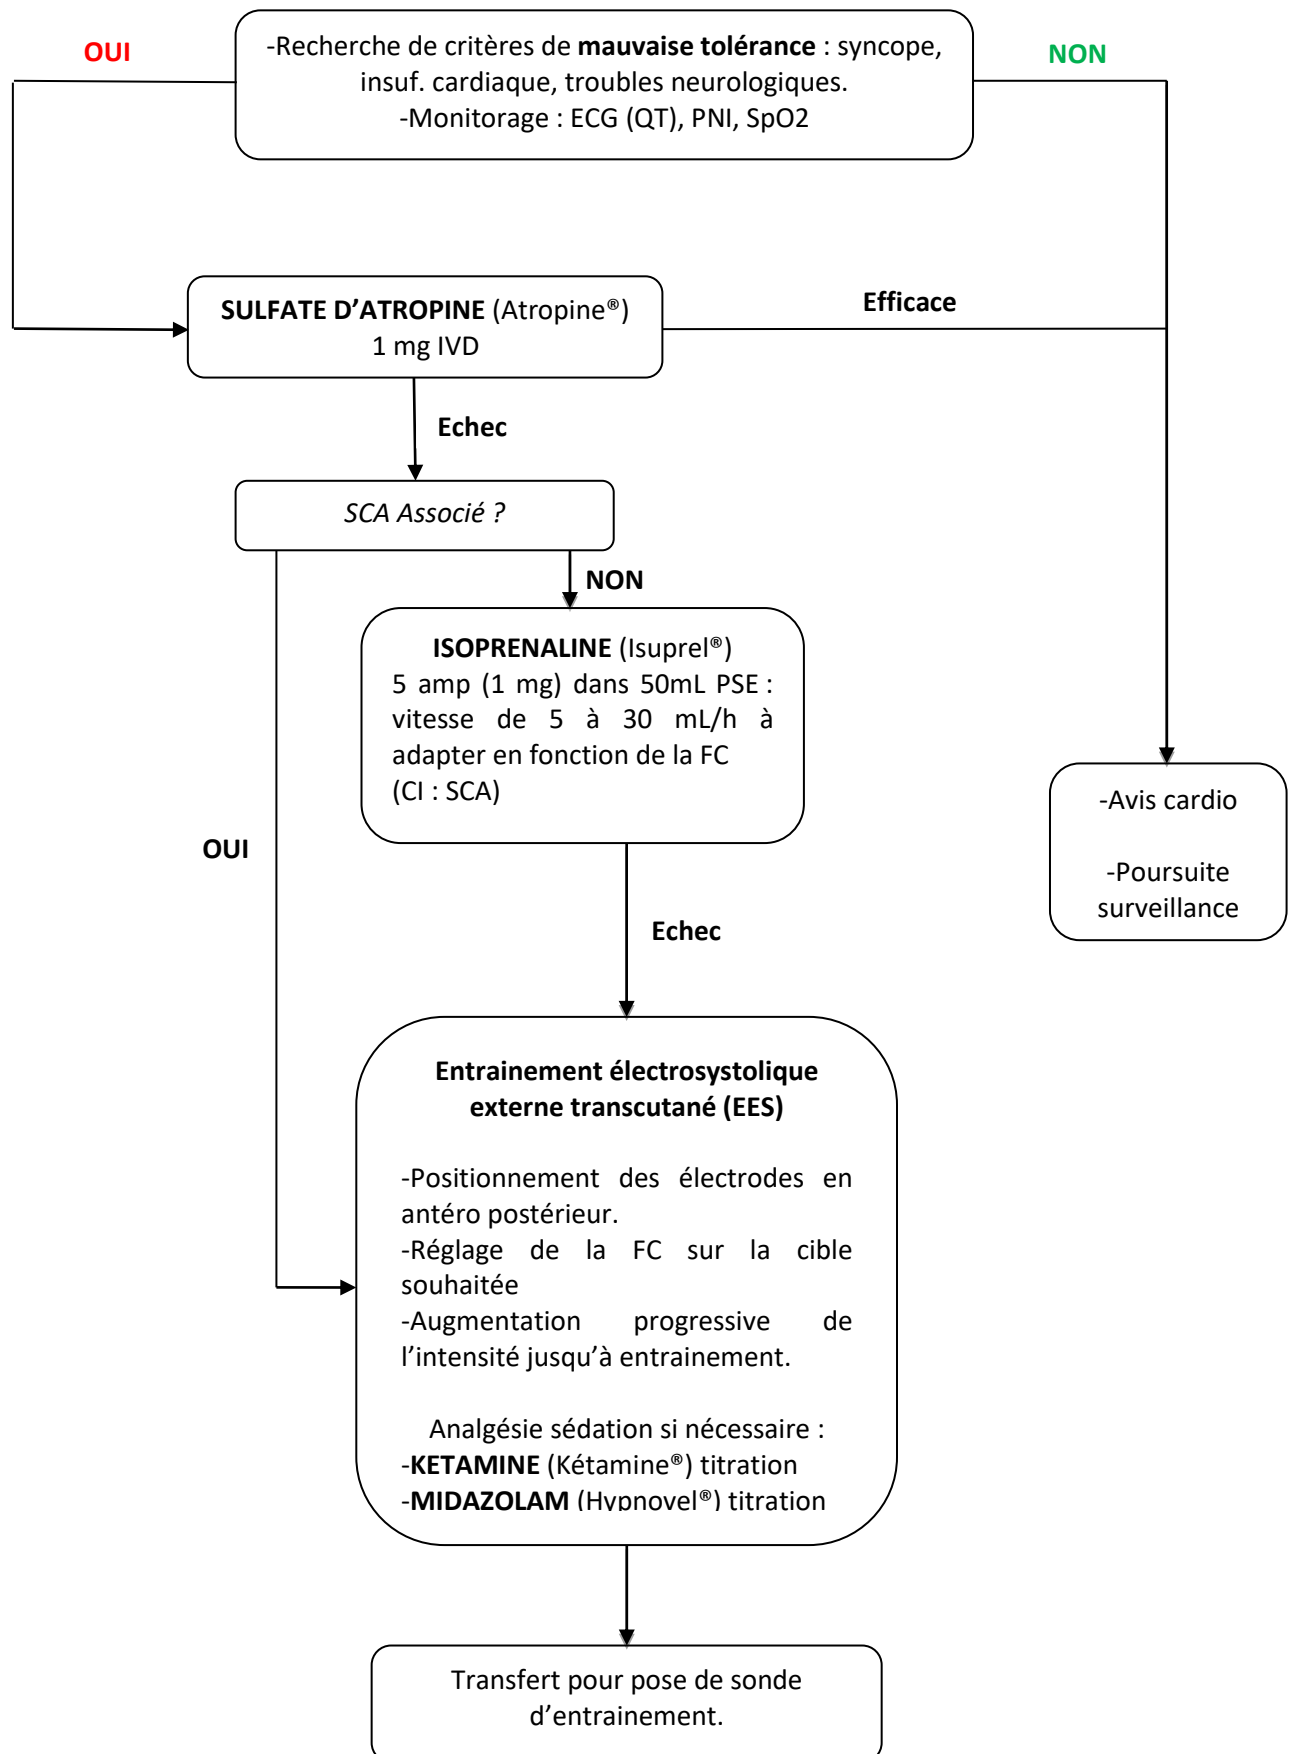 OUI
-Recherche de critères de mauvaise tolérance : syncope,
insuf. cardiaque, troubles neurologiques.
-Monitorage : ECG (QT), PNI, SpO2
NON
SULFATE D’ATROPINE (Atropine®)
1 mg IVD
Efficace
Echec
SCA Associé ?
NON
ISOPRENALINE (Isuprel®)
5 amp (1 mg) dans 50mL PSE :
vitesse de 5 à 30 mL/h à
adapter en fonction de la FC
(CI : SCA)
-Avis cardio
-Poursuite
surveillance
OUI
Echec
Entrainement électrosystolique
externe transcutané (EES)
-Positionnement des électrodes en
antéro postérieur.
-Réglage de la FC sur la cible
souhaitée
-Augmentation progressive de
l’intensité jusqu’à entrainement.
Analgésie sédation si nécessaire :
-KETAMINE (Kétamine®) titration
-MIDAZOLAM (Hypnovel®) titration
Transfert pour pose de sonde
d’entrainement.